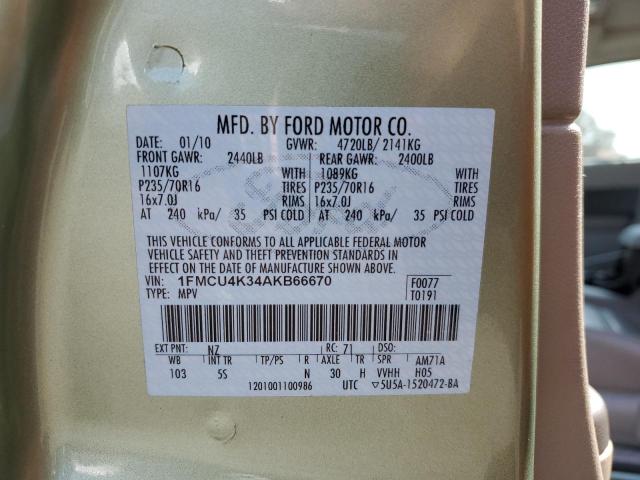 MFD. BY FORD MOTOR CO.
DATE: 01/10 GVWR: 4720LB/ 2141KG
FRONT GAWR: 2440LB REAR GAWR: 2400LB
1107KG WITH 1089KG WITH
P235/70R16 TIRES P235/70R16 TIRES
16x7.0J RIMS 16x7.0J RIMS
AT 240 kPa/ 35 PSI COLD AT 240 kPa/ 35 PSI COLD
THIS VEHICLE CONFORMS TO ALL APPLICABLE FEDERAL MOTOR
VEHICLE SAFETY AND THEFT PREVENTION STANDARDS IN
EFFECT ON THE DATE OF MANUFACTURE SHOWN ABOVE.
VIN: 1FMCU4K34AKB66670 F0077
TYPE: MPV T0191
EXT PNT: NZ RC: 71 DSO:
WB INT TR TP/PS R AXLE TR SPR AM71A
103 5S N 30 H VVHH H05
1201001100986 UTC ▽5U5A-1520472-BA